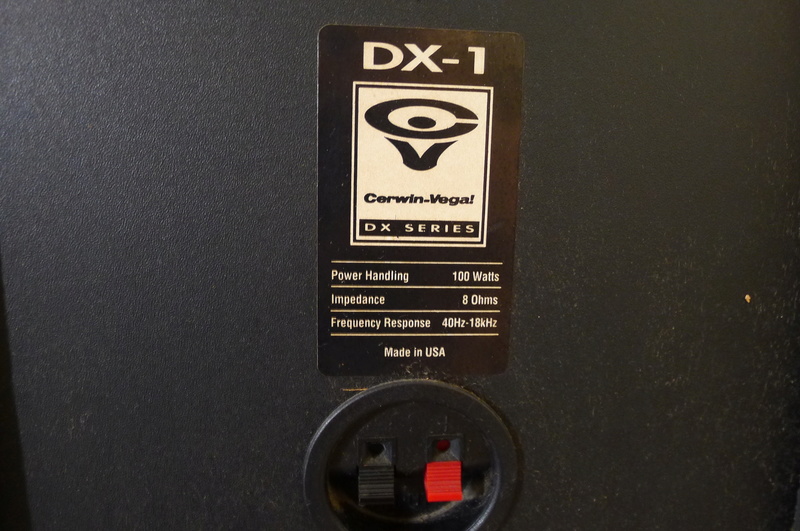 DX-1
Cerwin-Vega!
DX SERIES
Power Handling 100 Watts
Impedance 8 Ohms
Frequency Response 40Hz-18kHz
Made in USA